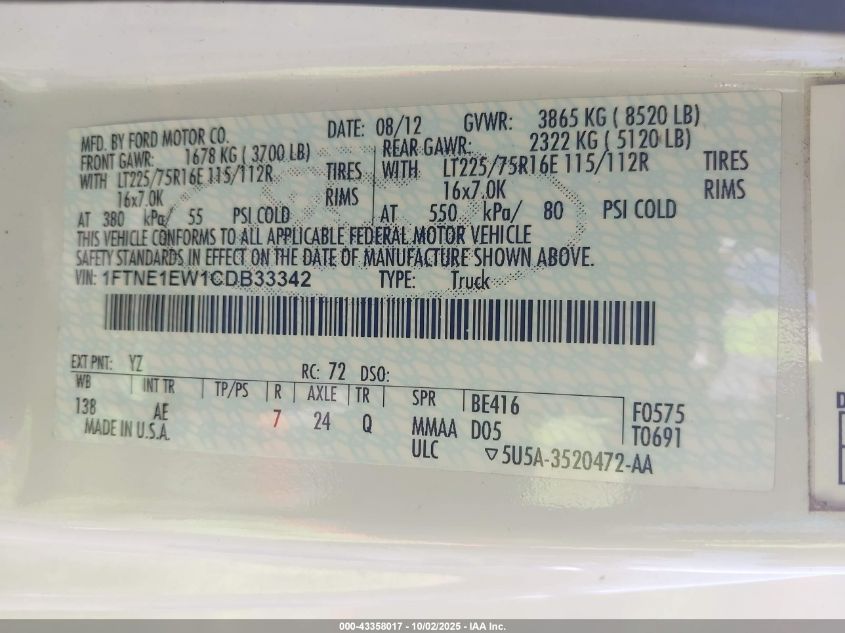 MFD. BY FORD MOTOR CO.
DATE: 08/12 GVWR: 3865 KG ( 8520 LB)
FRONT GAWR: 1678 KG ( 3700 LB)
REAR GAWR: 2322 KG ( 5120 LB)
WITH LT225/75R16E 115/112R TIRES
WITH LT225/75R16E 115/112R TIRES
16x7.0K RIMS
16x7.0K RIMS
AT 380 kPa/ 55 PSI COLD
AT 550 kPa/ 80 PSI COLD
THIS VEHICLE CONFORMS TO ALL APPLICABLE FEDERAL MOTOR VEHICLE
SAFETY STANDARDS IN EFFECT ON THE DATE OF MANUFACTURE SHOWN ABOVE.
VIN: 1FTNE1EW1CDB33342 TYPE: Truck
EXT PNT: YZ RC: 72 DSO:
WB INT TR TP/PS R AXLE TR SPR BE416 F0575
138 AE 7 24 Q MMAA D05 T0691
MADE IN U.S.A. ULC ▽5U5A-3520472-AA
D
000-43358017 - 10/02/2025 - IAA Inc.